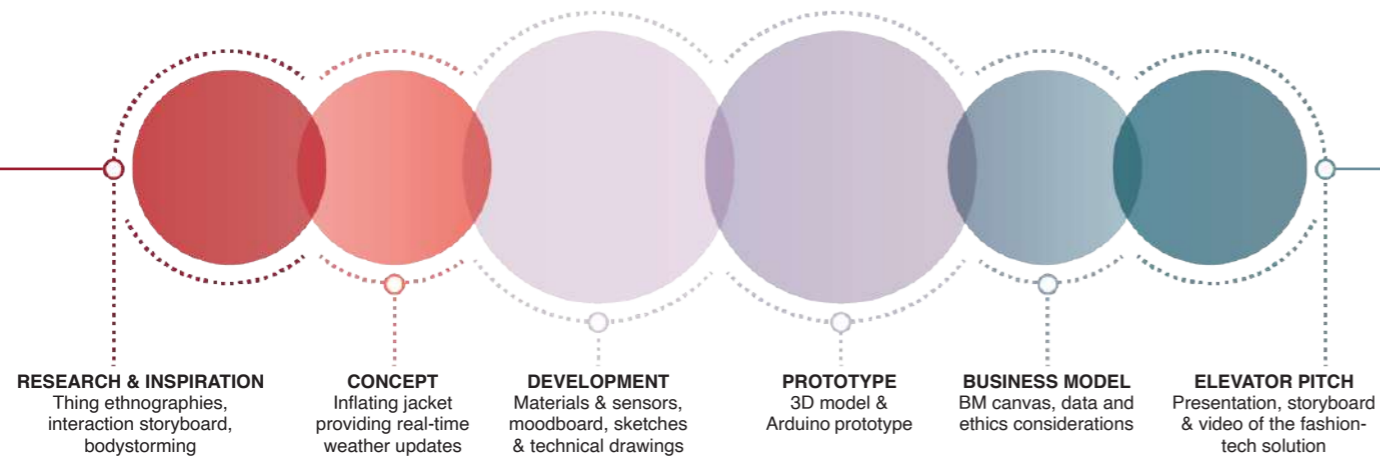 RESEARCH & INSPIRATION
Thing ethnographies,
interaction storyboard,
bodystorming
CONCEPT
Inflating jacket
providing real-time
weather updates
DEVELOPMENT
Materials & sensors,
moodboard, sketches
& technical drawings
PROTOTYPE
3D model &
Arduino prototype
BUSINESS MODEL
BM canvas, data and
ethics considerations
ELEVATOR PITCH
Presentation, storyboard
& video of the fashion-
tech solution